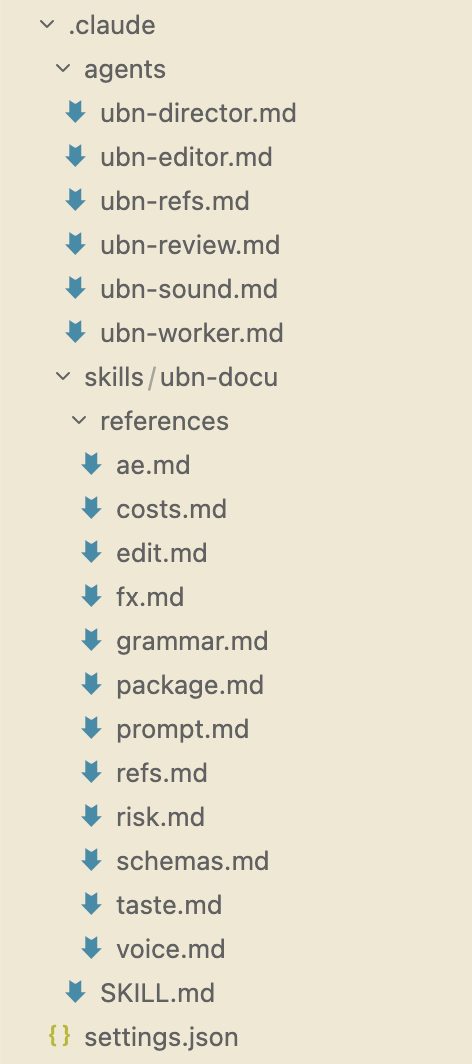 .claude
agents
ubn-director.md
ubn-editor.md
ubn-refs.md
ubn-review.md
ubn-sound.md
ubn-worker.md
skills/ubn-docu
references
ae.md
costs.md
edit.md
fx.md
grammar.md
package.md
prompt.md
refs.md
risk.md
schemas.md
taste.md
voice.md
SKILL.md
{} settings.json